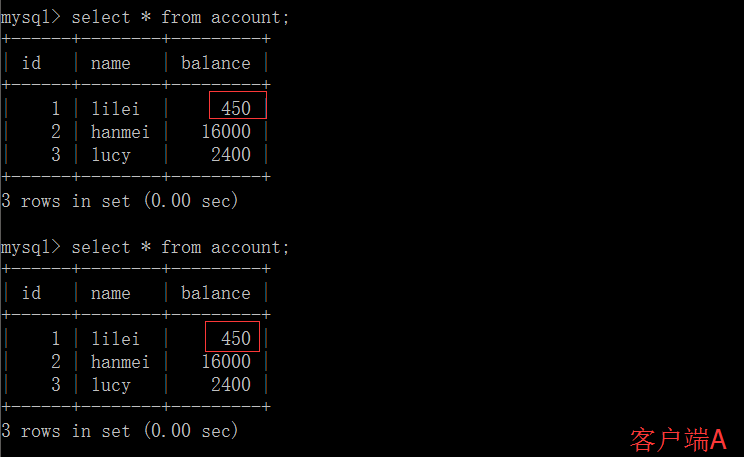 mysql> select * from account;
+------+--------+---------+
| id   | name   | balance |
+------+--------+---------+
|    1 | lilei  |     450
|    2 | hanmei |   16000 |
|    3 | lucy   |    2400 |
+------+--------+---------+
3 rows in set (0.00 sec)
mysql> select * from account;
+------+--------+---------+
| id   | name   | balance |
+------+--------+---------+
|    1 | lilei  |     450 |
|    2 | hanmei |   16000 |
|    3 | lucy   |    2400 |
+------+--------+---------+
3 rows in set (0.00 sec)
客户端A